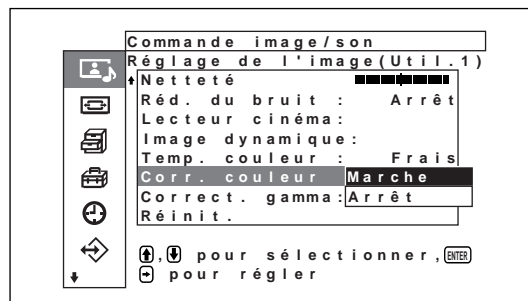 Commande image/son
Réglage de l'image(Util.1)
Netteté
Réd. du bruit : Arrêt
Lecteur cinéma:
Image dynamique:
Temp. couleur : Frais
Corr. couleur Marche
Correct. gamma: Arrêt
Réinit.
, pour sélectionner, ENTER
pour régler